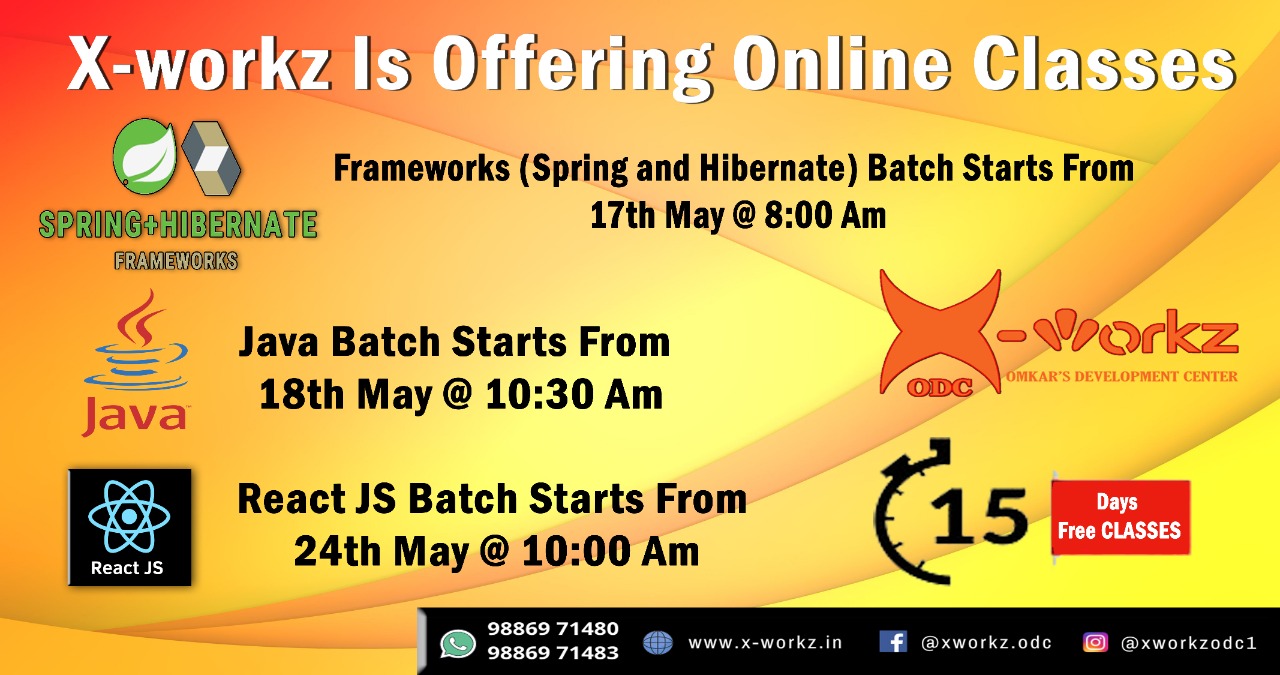 X-workz Is Offering Online Classes
SPRING+HIBERNATE
FRAMEWORKS
Frameworks (Spring and Hibernate) Batch Starts From
17th May @ 8:00 Am
Java™
Java Batch Starts From
18th May @ 10:30 Am
X-workz
ODC
OMKAR'S DEVELOPMENT CENTER
React JS
React JS Batch Starts From
24th May @ 10:00 Am
15
Days
Free CLASSES
98869 71480
98869 71483
www.x-workz.in
@xworkz.odc
@xworkzodc1